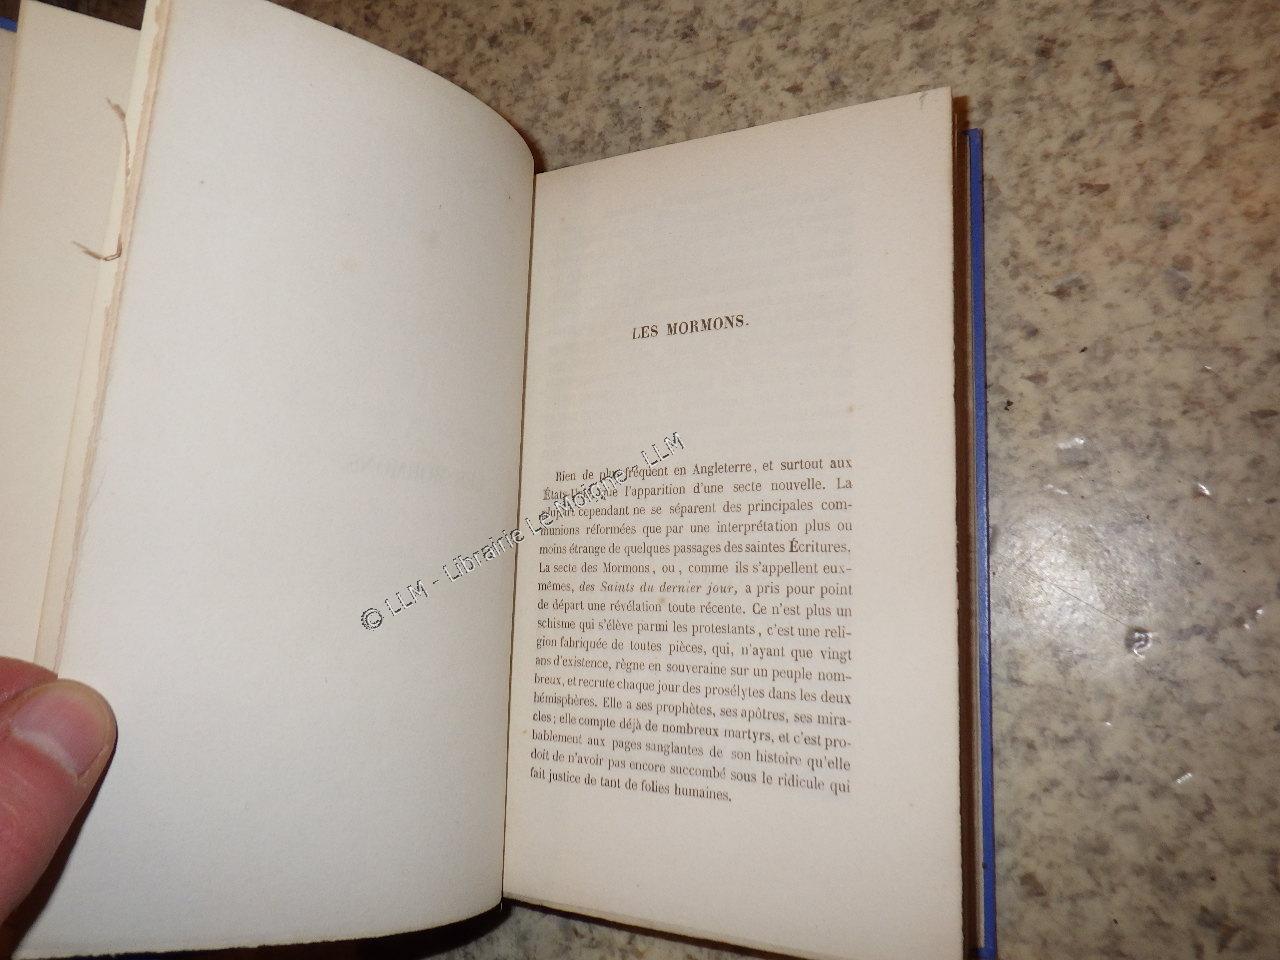 LES MORMONS.
Rien de plus fréquent en Angleterre, et surtout aux
États-Unis que l'apparition d'une secte nouvelle. La
plupart cependant ne se séparent des principales com-
munions réformées que par une interprétation plus ou
moins étrange de quelques passages des saintes Écritures.
La secte des Mormons, ou, comme ils s'appellent eux-
mêmes, des Saints du dernier jour, a pris pour point
de départ une révélation toute récente. Ce n'est plus un
schisme qui s'élève parmi les protestants, c'est une reli-
gion fabriquée de toutes pièces, qui, n'ayant que vingt
ans d'existence, règne en souveraine sur un peuple nom-
breux, et recrute chaque jour des prosélytes dans les deux
hémisphères. Elle a ses prophètes, ses apôtres, ses mira-
cles; elle compte déjà de nombreux martyrs, et c'est pro-
bablement aux pages sanglantes de son histoire qu'elle
doit de n'avoir pas encore succombé sous le ridicule qui
fait justice de tant de folies humaines.
© LLM - Librairie Le Moigne - LLM